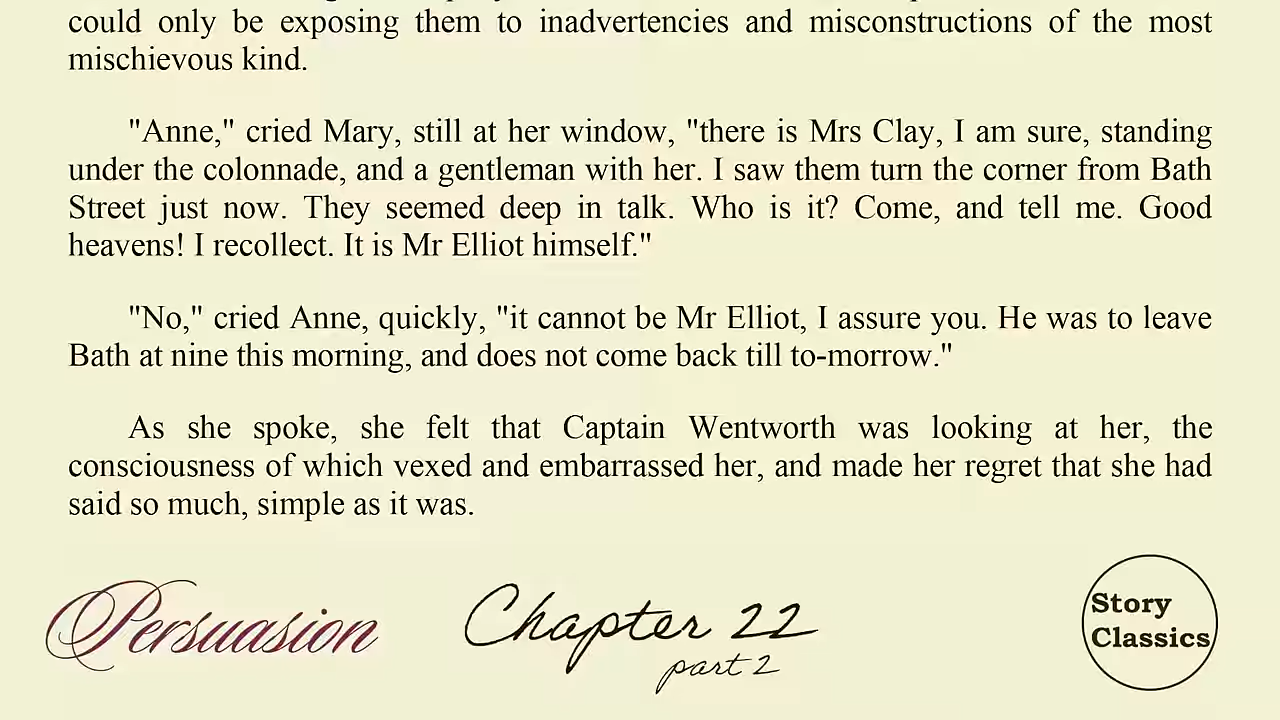 could only be exposing them to inadvertencies and misconstructions of the most
mischievous kind.
"Anne," cried Mary, still at her window, "there is Mrs Clay, I am sure, standing
under the colonnade, and a gentleman with her. I saw them turn the corner from Bath
Street just now. They seemed deep in talk. Who is it? Come, and tell me. Good
heavens! I recollect. It is Mr Elliot himself."
"No," cried Anne, quickly, "it cannot be Mr Elliot, I assure you. He was to leave
Bath at nine this morning, and does not come back till to-morrow."
As she spoke, she felt that Captain Wentworth was looking at her, the
consciousness of which vexed and embarrassed her, and made her regret that she had
said so much, simple as it was.
Persuasion
Chapter 22
part 2
Story
Classics